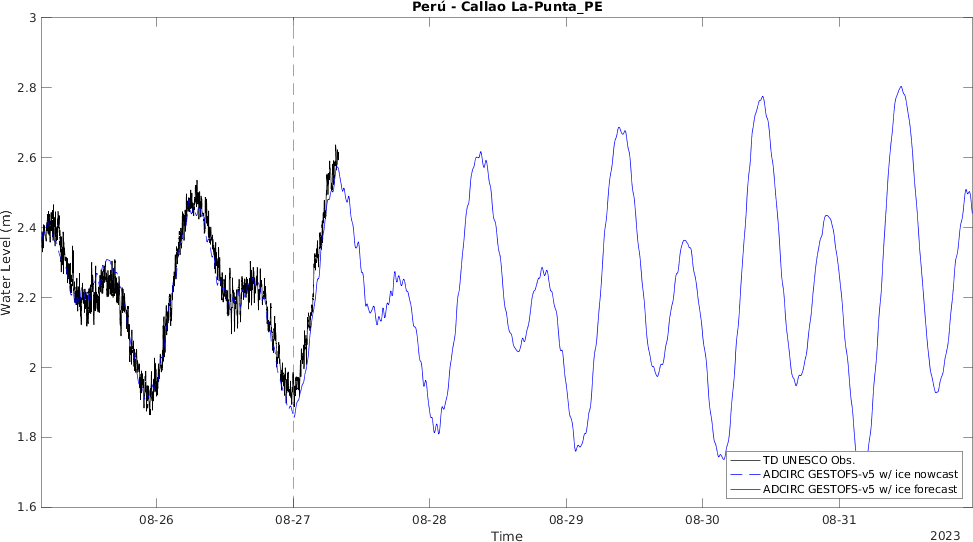 Perú - Callao La-Punta_PE
3
2.8
2.6
2.4
2.2
2
1.8
1.6
Water Level (m)
08-26
08-27
08-28
08-29
08-30
08-31
Time
2023
TD UNESCO Obs.
ADCIRC GESTOFS-v5 w/ ice nowcast
ADCIRC GESTOFS-v5 w/ ice forecast